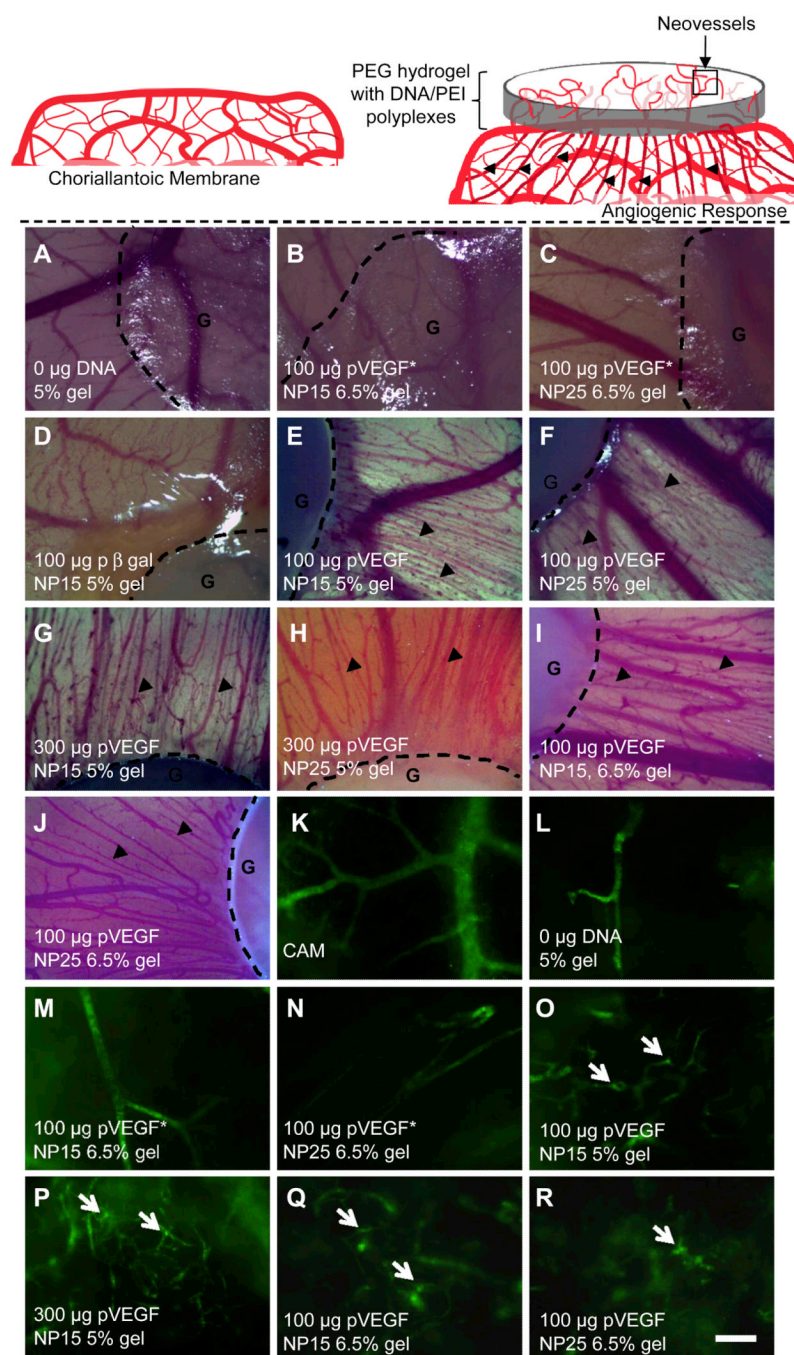 Neovessels
PEG hydrogel
with DNA/PEI
polyplexes
Choriallantoic Membrane
Angiogenic Response
A
G
0 μg DNA
5% gel
B
G
100 μg pVEGF*
NP15 6.5% gel
C
G
100 μg pVEGF*
NP25 6.5% gel
D
100 μg p β gal
NP15 5% gel
G
E
G
100 μg pVEGF
NP15 5% gel
F
G
100 μg pVEGF
NP25 5% gel
G
300 μg pVEGF
NP15 5% gel
G
H
300 μg pVEGF
NP25 5% gel
G
I
G
100 μg pVEGF
NP15, 6.5% gel
J
G
100 μg pVEGF
NP25 6.5% gel
K
CAM
L
0 μg DNA
5% gel
M
100 μg pVEGF*
NP15 6.5% gel
N
100 μg pVEGF*
NP25 6.5% gel
O
100 μg pVEGF
NP15 5% gel
P
300 μg pVEGF
NP15 5% gel
Q
100 μg pVEGF
NP15 6.5% gel
R
100 μg pVEGF
NP25 6.5% gel